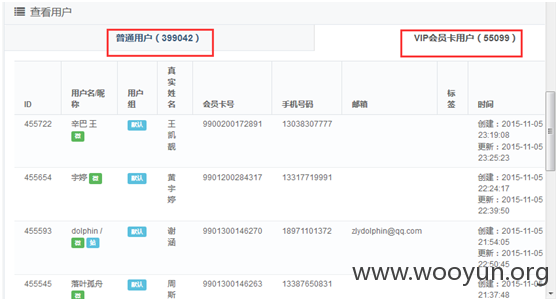 查看用户
普通用户（399042）
VIP会员卡用户（55099）
ID 用户名/昵称 用户组 真实姓名 会员卡号 手机号码 邮箱 标签 时间
455722 辛巴 王 默认 王凯靓 9900200172891 13038307777 创建：2015-11-05 23:19:08 更新：2015-11-05 23:25:23
455654 宇婷 默认 黄宇婷 9901200284317 13317719991 创建：2015-11-05 22:24:17 更新：2015-11-05 22:39:50
455593 dolphin / 默认 谢涵 9901300146270 18971101372 zlydolphin@qq.com 创建：2015-11-05 21:54:05 更新：2015-11-05 22:50:45
455545 落叶孤舟 默认 周斯 9901300146263 13387650831 创建：2015-11-05 21:37:48
www.wooyun.org